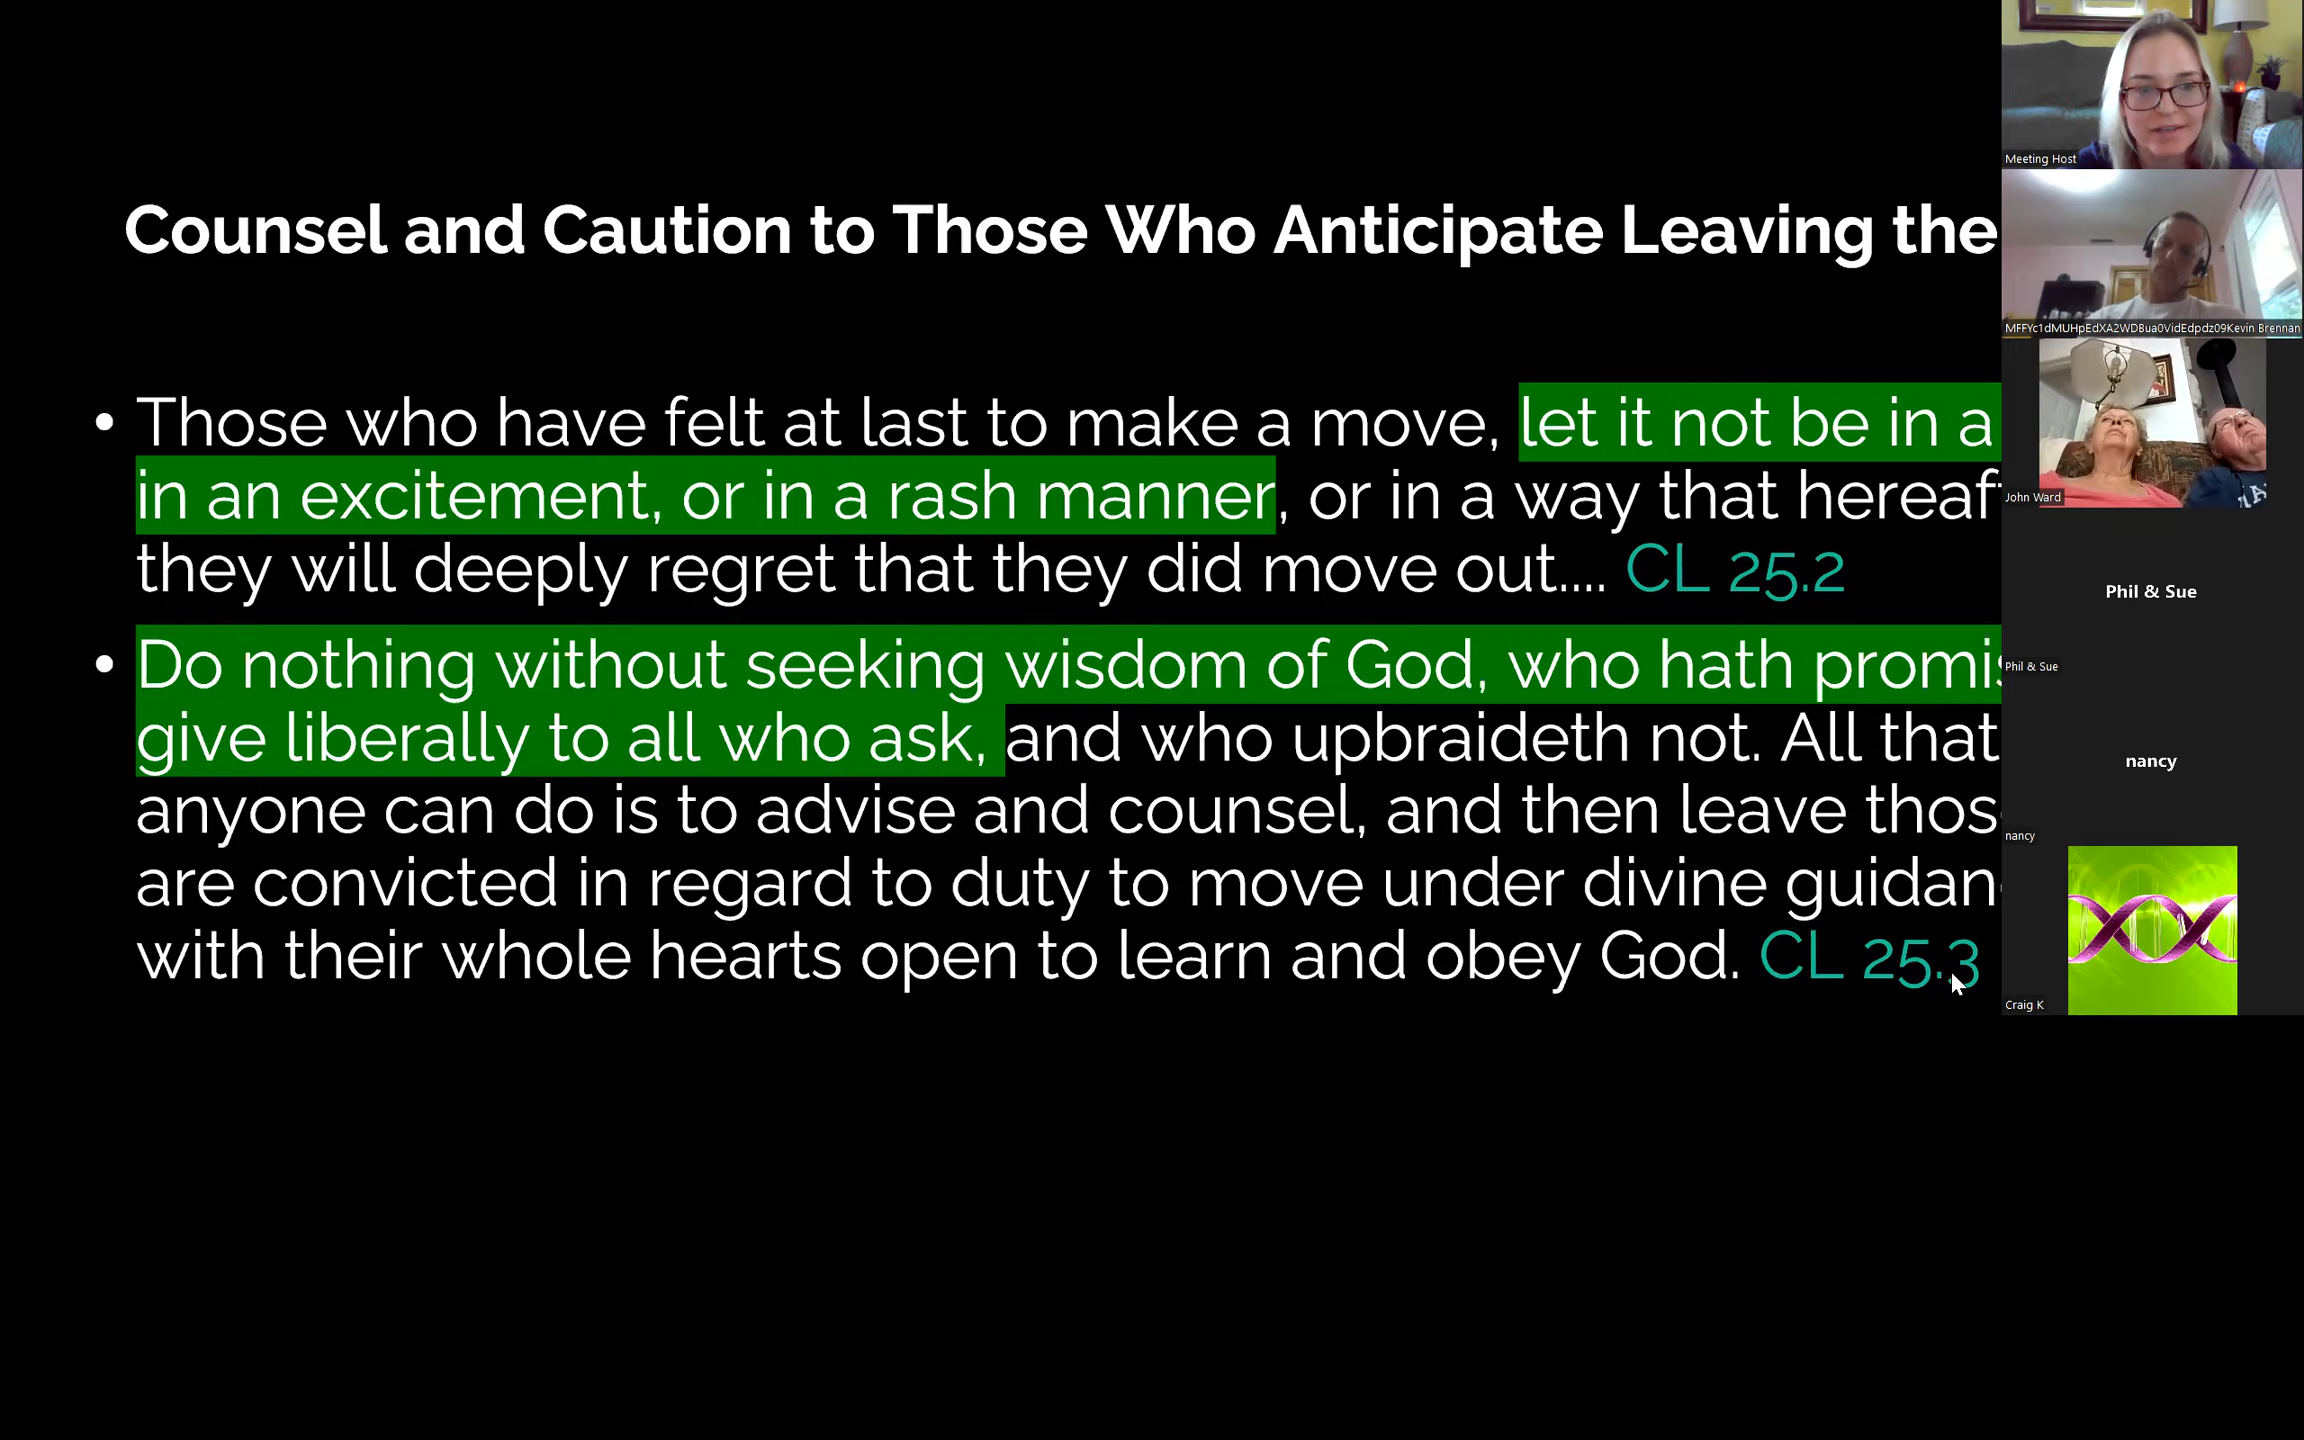 Counsel and Caution to Those Who Anticipate Leaving the
• Those who have felt at last to make a move, let it not be in a
in an excitement, or in a rash manner, or in a way that hereaf
they will deeply regret that they did move out.... CL 25.2
• Do nothing without seeking wisdom of God, who hath promis
give liberally to all who ask, and who upbraideth not. All that
anyone can do is to advise and counsel, and then leave thos
are convicted in regard to duty to move under divine guidan
with their whole hearts open to learn and obey God. CL 25.3
Meeting Host
MFFYc1dMUHpEdXA2WDBua0VidEdpdz09Kevin Brennan
John Ward
Phil & Sue
Phil & Sue
nancy
nancy
Craig K